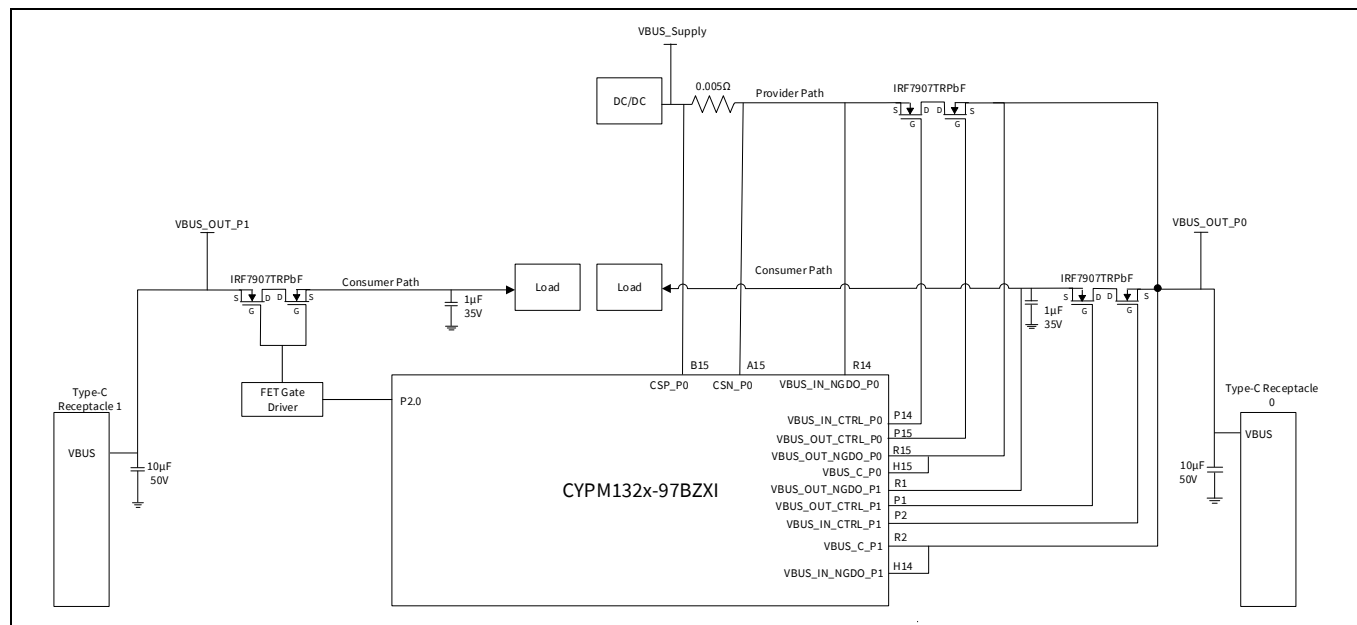 VBUS_Supply
DC/DC
0.005Ω
Provider Path
IRF7907TRPbF
S
G
D
D
G
S
VBUS_OUT_P1
VBUS_OUT_P0
IRF7907TRPbF
S
G
D
D
G
S
Consumer Path
1µF
35V
Load
Load
Consumer Path
1µF
35V
IRF7907TRPbF
S
G
D
D
G
S
FET Gate
Driver
Type-C
Receptacle 1
VBUS
10µF
50V
Type-C Receptacle
0
VBUS
10µF
50V
B15
A15
R14
CSP_P0
CSN_P0
VBUS_IN_NGDO_P0
P2.0
VBUS_IN_CTRL_P0
P14
VBUS_OUT_CTRL_P0
P15
VBUS_OUT_NGDO_P0
R15
VBUS_C_P0
H15
VBUS_OUT_NGDO_P1
R1
VBUS_OUT_CTRL_P1
P1
VBUS_IN_CTRL_P1
P2
VBUS_C_P1
R2
VBUS_IN_NGDO_P1
H14
CYPM132x-97BZXI